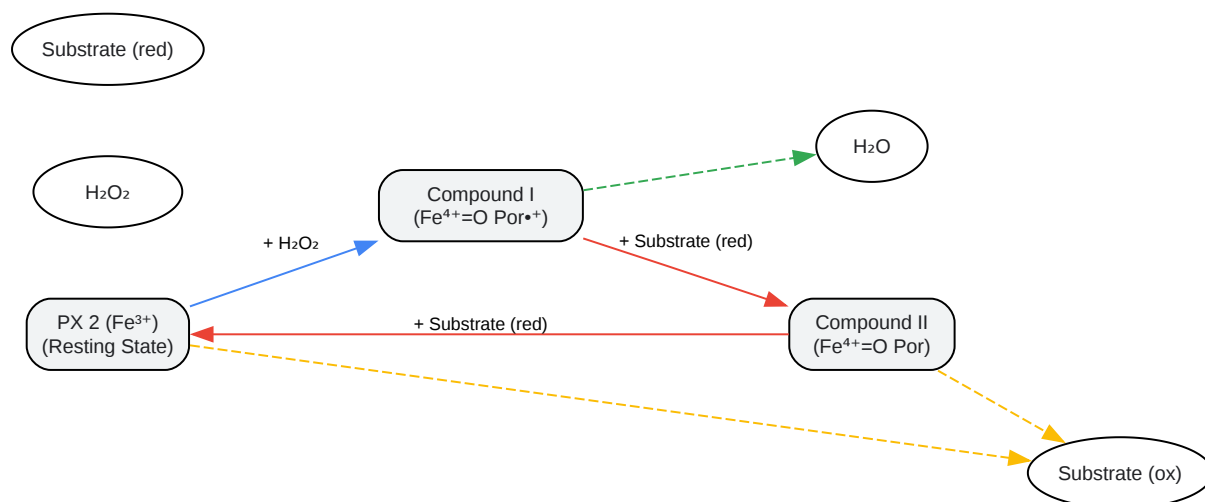 Substrate (red)
H₂O
H₂O₂
Compound I
(Fe⁴⁺=O Por•⁺)
+ H₂O₂
+ Substrate (red)
PX 2 (Fe³⁺)
(Resting State)
+ Substrate (red)
Compound II
(Fe⁴⁺=O Por)
Substrate (ox)